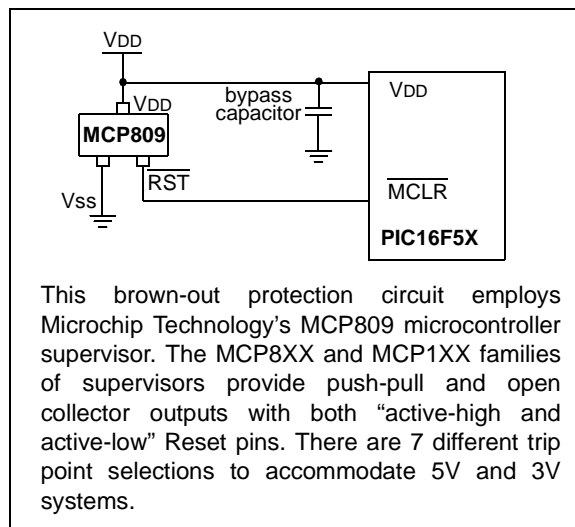 VDD
VDD
bypass
capacitor
VDD
MCP809
RST
Vss
MCLR
PIC16F5X
This brown-out protection circuit employs
Microchip Technology's MCP809 microcontroller
supervisor. The MCP8XX and MCP1XX families
of supervisors provide push-pull and open
collector outputs with both “active-high and
active-low” Reset pins. There are 7 different trip
point selections to accommodate 5V and 3V
systems.